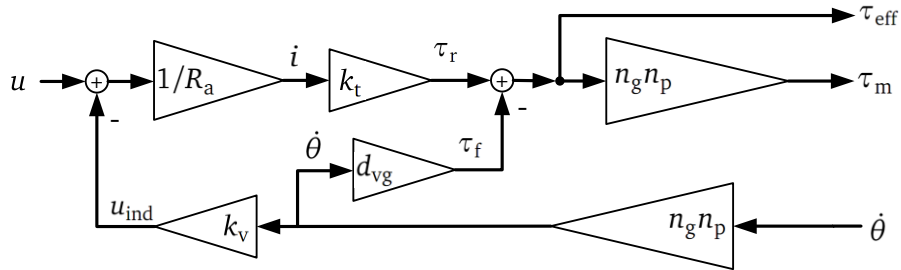 τ_eff
u
+
-
1/R_a
i̇
k_t
τ_r
+
-
n_g n_p
τ_m
θ̇
d_vg
τ_f
u_ind
k_v
n_g n_p
θ̇